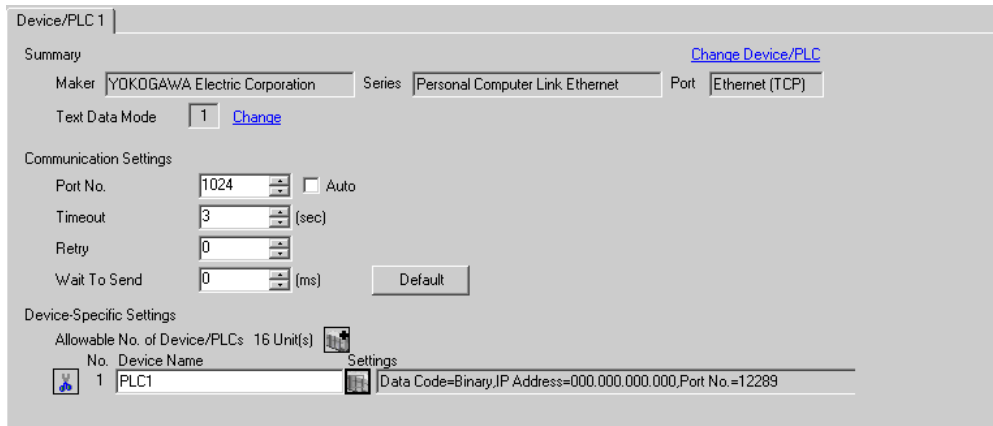 Device/PLC 1
Summary Change Device/PLC
Maker YOKOGAWA Electric Corporation Series Personal Computer Link Ethernet Port Ethernet (TCP)
Text Data Mode 1 Change
Communication Settings
Port No. 1024 Auto
Timeout 3 (sec)
Retry 0
Wait To Send 0 (ms) Default
Device-Specific Settings
Allowable No. of Device/PLCs 16 Unit(s)
No. Device Name Settings
1 PLC1 Data Code=Binary,IP Address=000.000.000.000,Port No.=12289